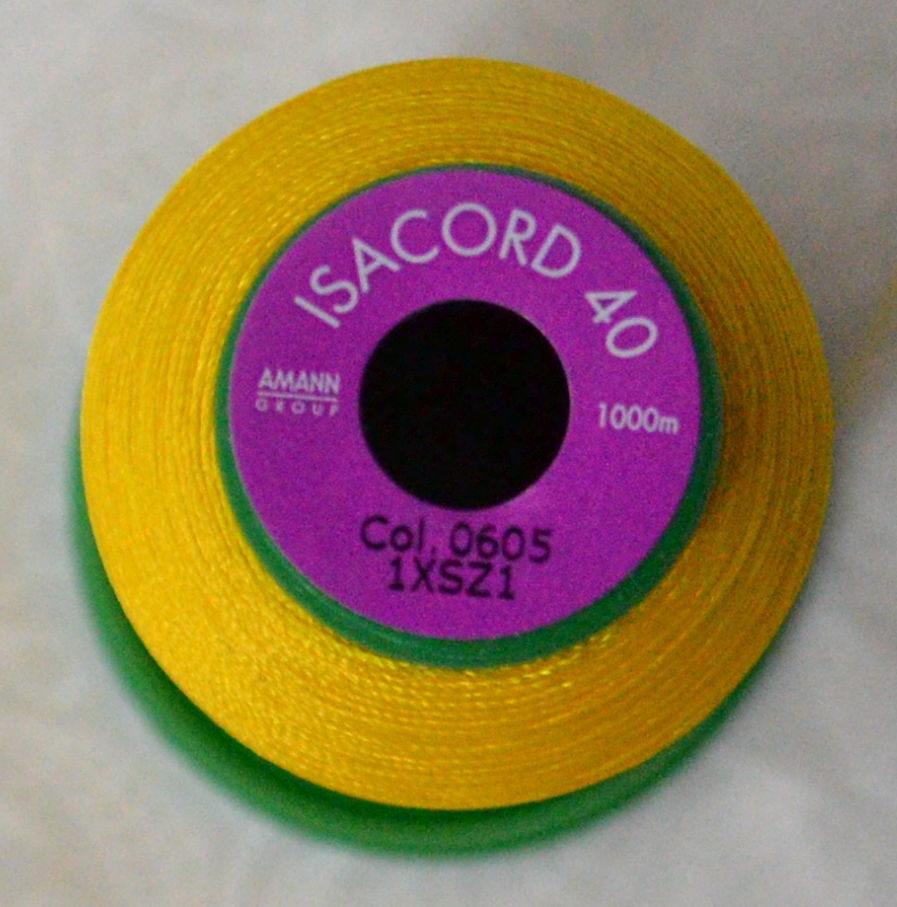 ISACORD 40
AMANN
GROUP
1000m
Col. 0605
1XSZ1